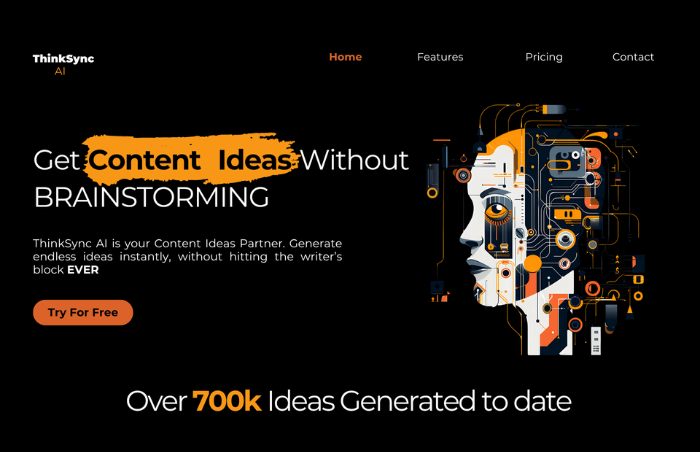 ThinkSync
AI
Home
Features
Pricing
Contact
Get Content Ideas Without
BRAINSTORMING
ThinkSync AI is your Content Ideas Partner. Generate
endless ideas instantly, without hitting the writer's
block EVER
Try For Free
Over 700k Ideas Generated to date